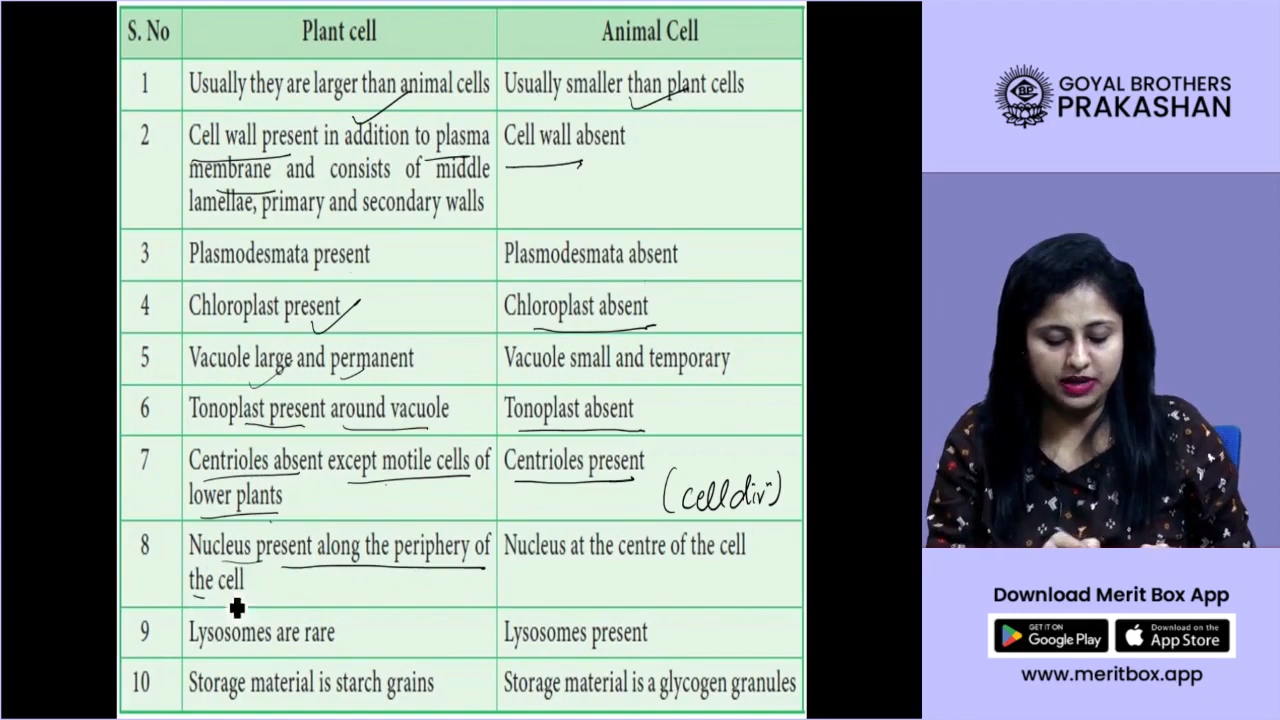 S. No Plant cell Animal Cell
1 Usually they are larger than animal cells Usually smaller than plant cells
2 Cell wall present in addition to plasma Cell wall absent
membrane and consists of middle
lamellae, primary and secondary walls
3 Plasmodesmata present Plasmodesmata absent
4 Chloroplast present Chloroplast absent
5 Vacuole large and permanent Vacuole small and temporary
6 Tonoplast present around vacuole Tonoplast absent
7 Centrioles absent except motile cells of Centrioles present
lower plants
(cell divⁿ)
8 Nucleus present along the periphery of Nucleus at the centre of the cell
the cell
9 Lysosomes are rare Lysosomes present
10 Storage material is starch grains Storage material is a glycogen granules
GBP
GOYAL BROTHERS
PRAKASHAN
Download Merit Box App
GET IT ON
Google Play
Download on the
App Store
www.meritbox.app